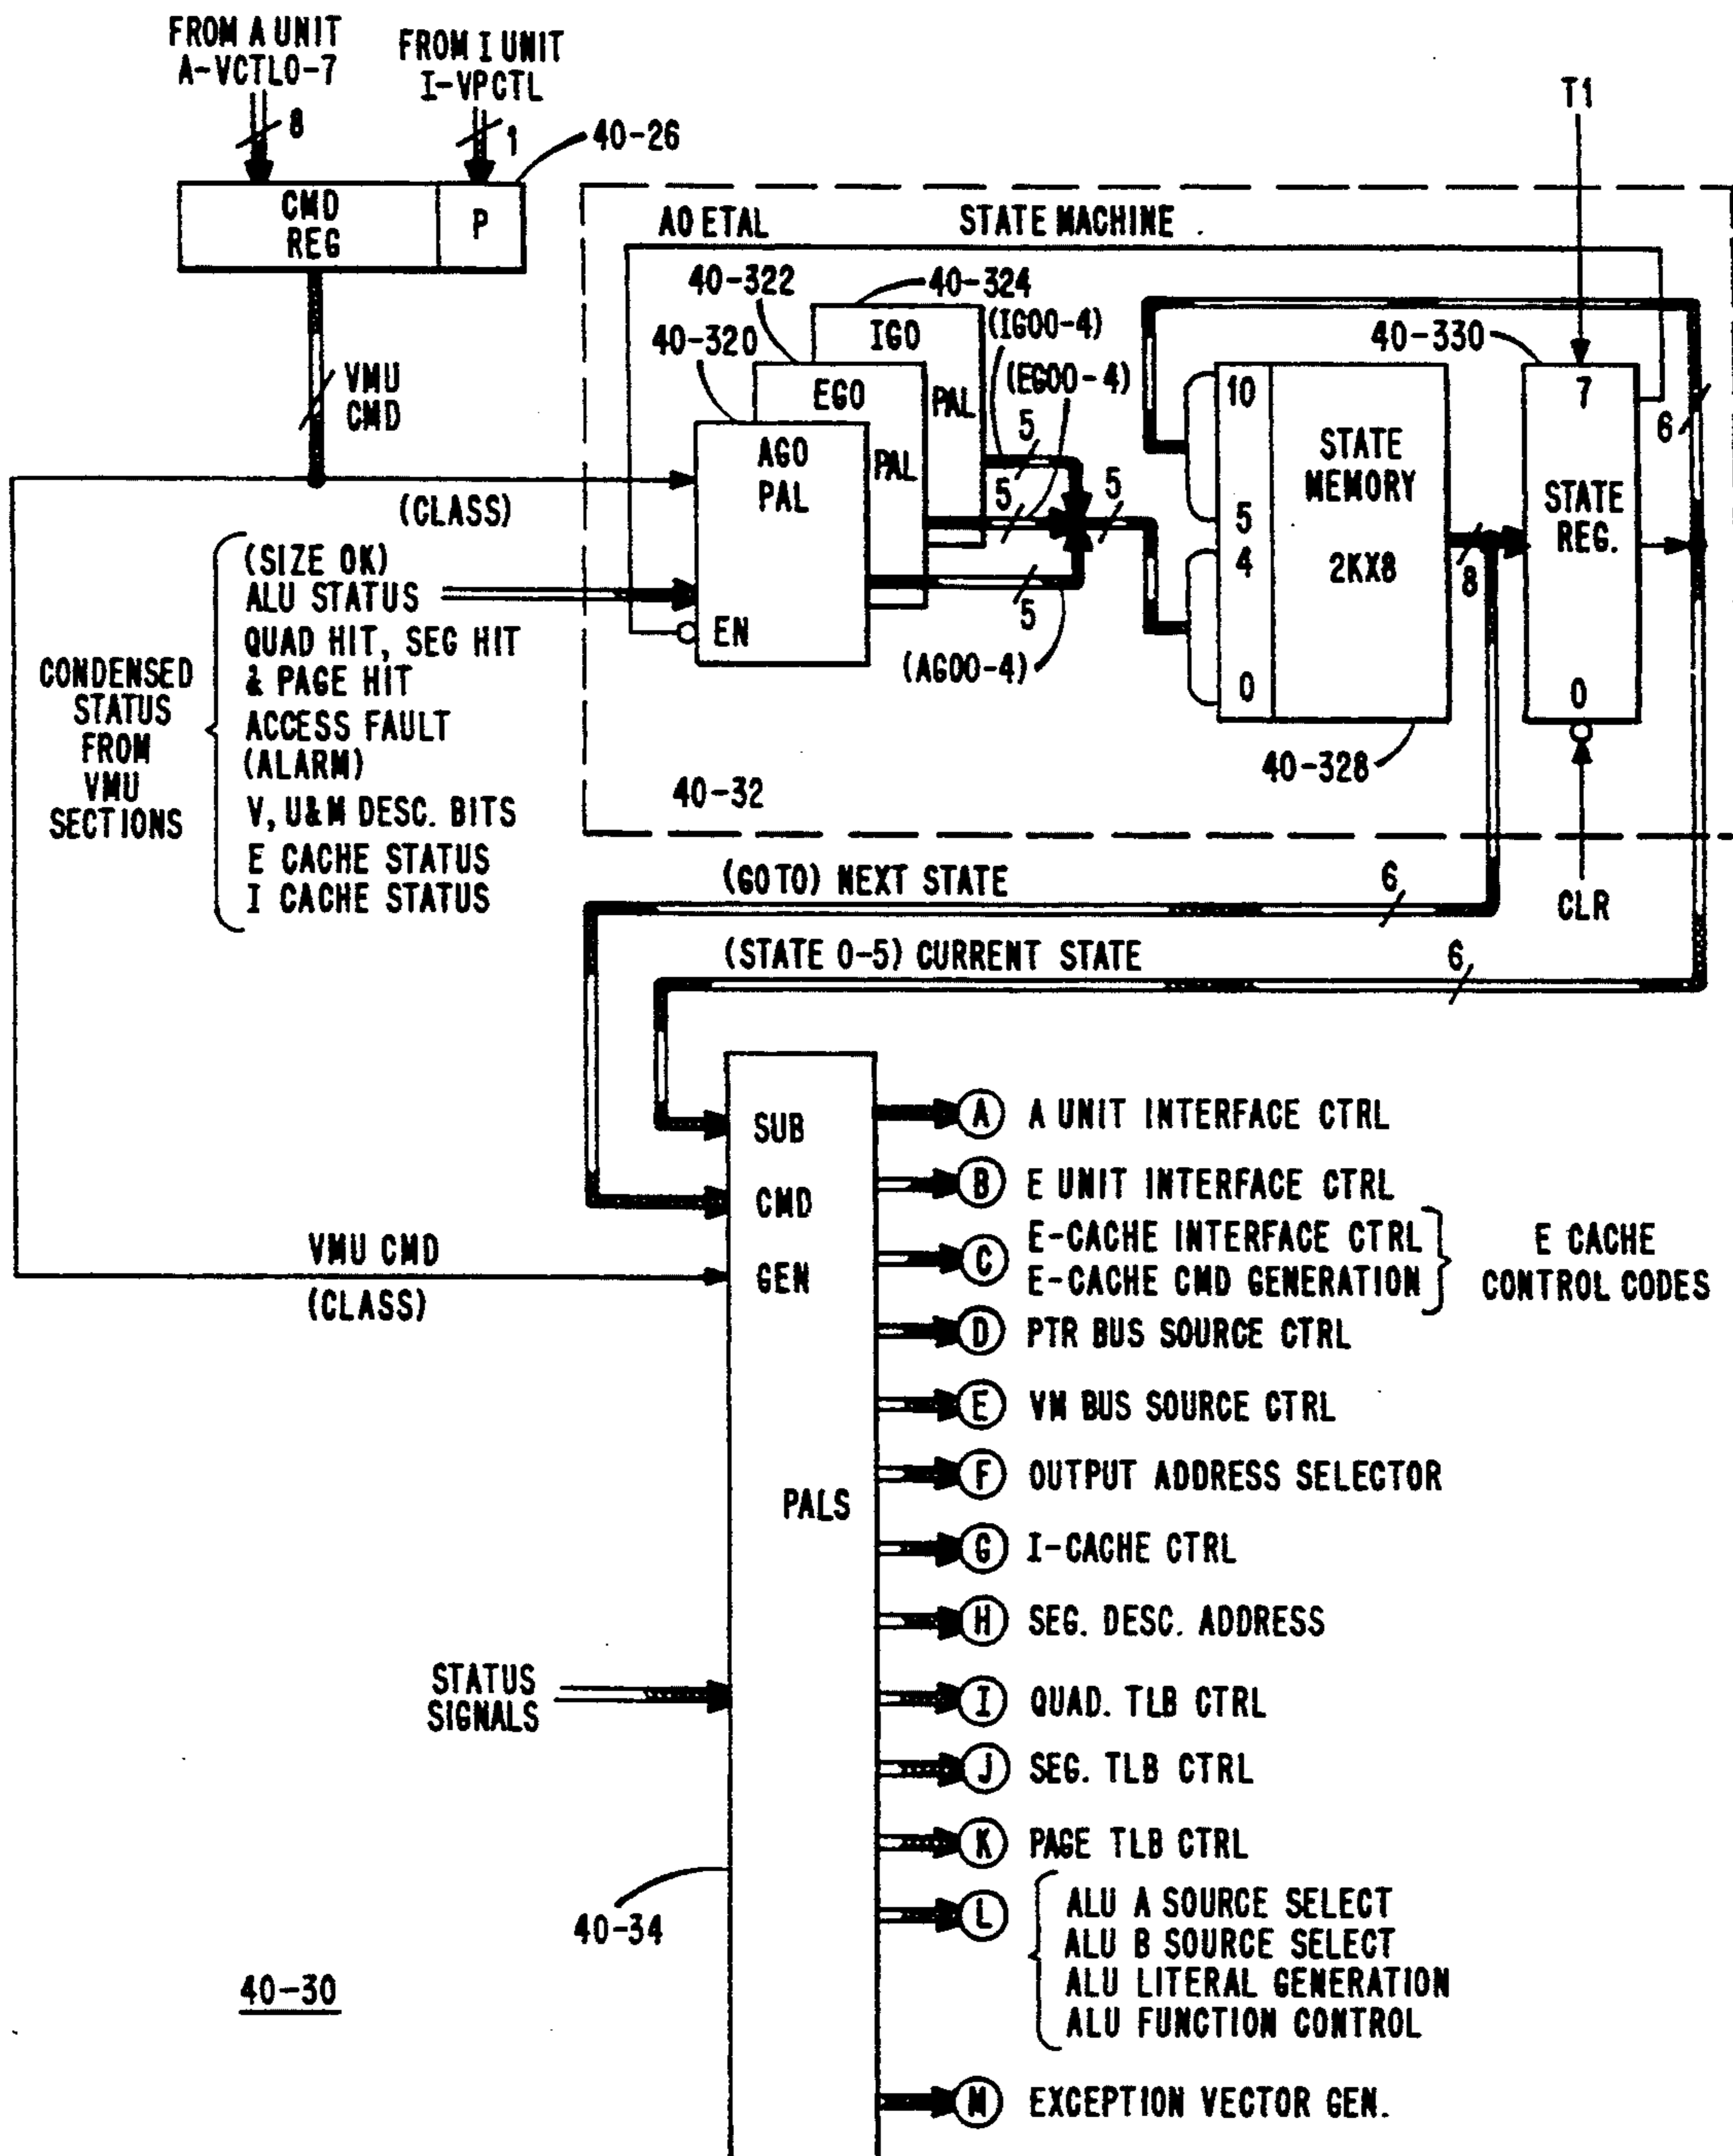 FROM A UNIT
A-VCTL0-7
FROM I UNIT
I-VPCTL
8
1
40-26
CMD
REG
P
T1
A0 ETAL
STATE MACHINE
40-322
40-324
40-320
IGO
(IGO0-4)
(EGO0-4)
40-330
EGO
PAL
AGO
PAL
PAL
5
5
5
5
(AGO0-4)
EN
10
5
4
0
STATE
MEMORY
2KX8
8
7
STATE
REG.
0
6
40-328
40-32
CLR
VMU
CMD
(CLASS)
CONDENSED
STATUS
FROM
VMU
SECTIONS
(SIZE OK)
ALU STATUS
QUAD HIT, SEG HIT
& PAGE HIT
ACCESS FAULT
(ALARM)
V, U&M DESC. BITS
E CACHE STATUS
I CACHE STATUS
(GO TO) NEXT STATE
6
(STATE 0-5) CURRENT STATE
6
SUB
CMD
GEN
VMU CMD
(CLASS)
PALS
STATUS
SIGNALS
40-34
40-30
A A UNIT INTERFACE CTRL
B E UNIT INTERFACE CTRL
C E-CACHE INTERFACE CTRL
E-CACHE CMD GENERATION
E CACHE
CONTROL CODES
D PTR BUS SOURCE CTRL
E VM BUS SOURCE CTRL
F OUTPUT ADDRESS SELECTOR
G I-CACHE CTRL
H SEG. DESC. ADDRESS
I QUAD. TLB CTRL
J SEG. TLB CTRL
K PAGE TLB CTRL
L ALU A SOURCE SELECT
ALU B SOURCE SELECT
ALU LITERAL GENERATION
ALU FUNCTION CONTROL
M EXCEPTION VECTOR GEN.